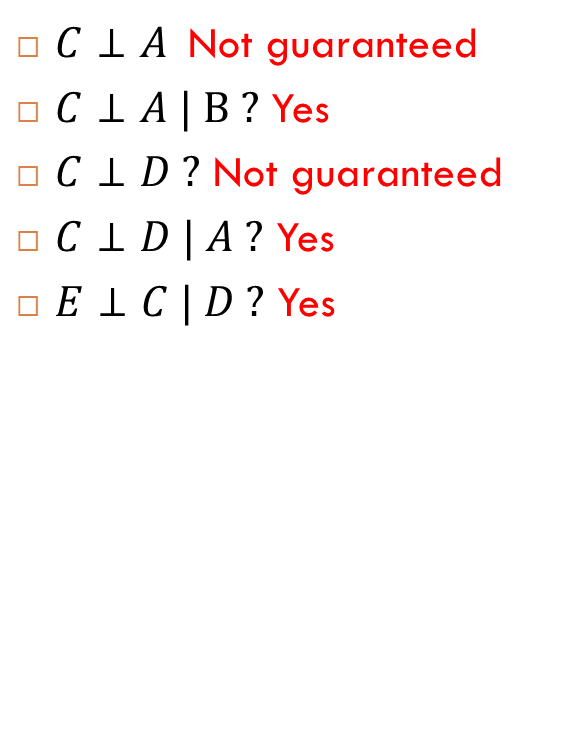 □ C ⊥ A Not guaranteed
□ C ⊥ A | B ? Yes
□ C ⊥ D ? Not guaranteed
□ C ⊥ D | A ? Yes
□ E ⊥ C | D ? Yes